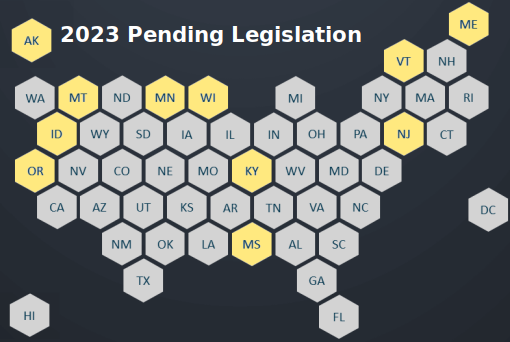 ME
AK
2023 Pending Legislation
VT NH
WA MT ND MN WI MI NY MA RI
ID WY SD IA IL IN OH PA NJ CT
OR NV CO NE MO KY WV MD DE
CA AZ UT KS AR TN VA NC DC
NM OK LA MS AL SC
TX GA
HI FL